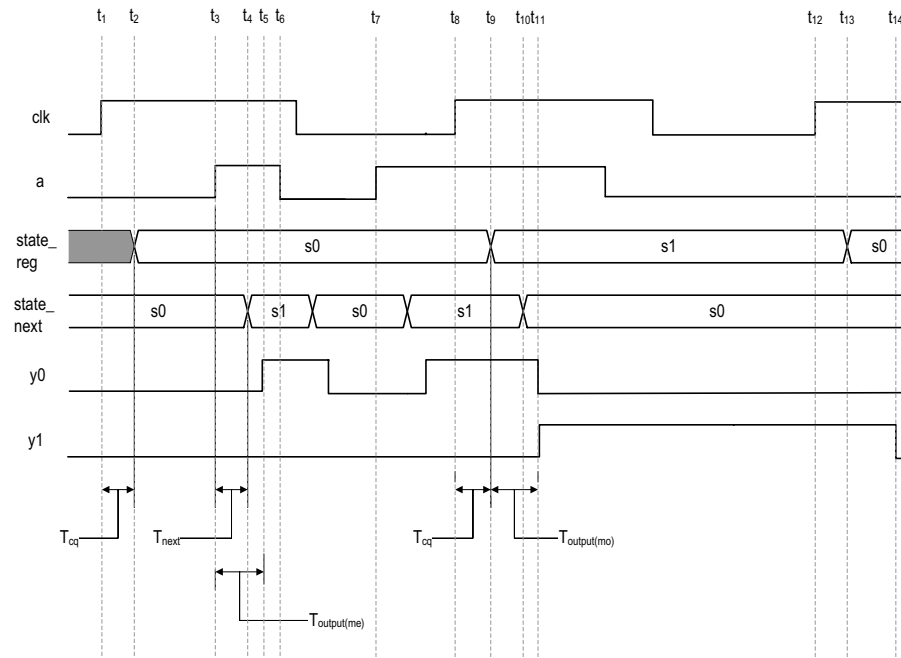 t1 t2 t3 t4 t5 t6 t7 t8 t9 t10 t11 t12 t13 t14
clk
a
state_
reg
s0 s1 s0
state_
next
s0 s1 s0 s1 s0
y0
y1
Tcq Tnext Tcq Toutput(mo)
Toutput(me)